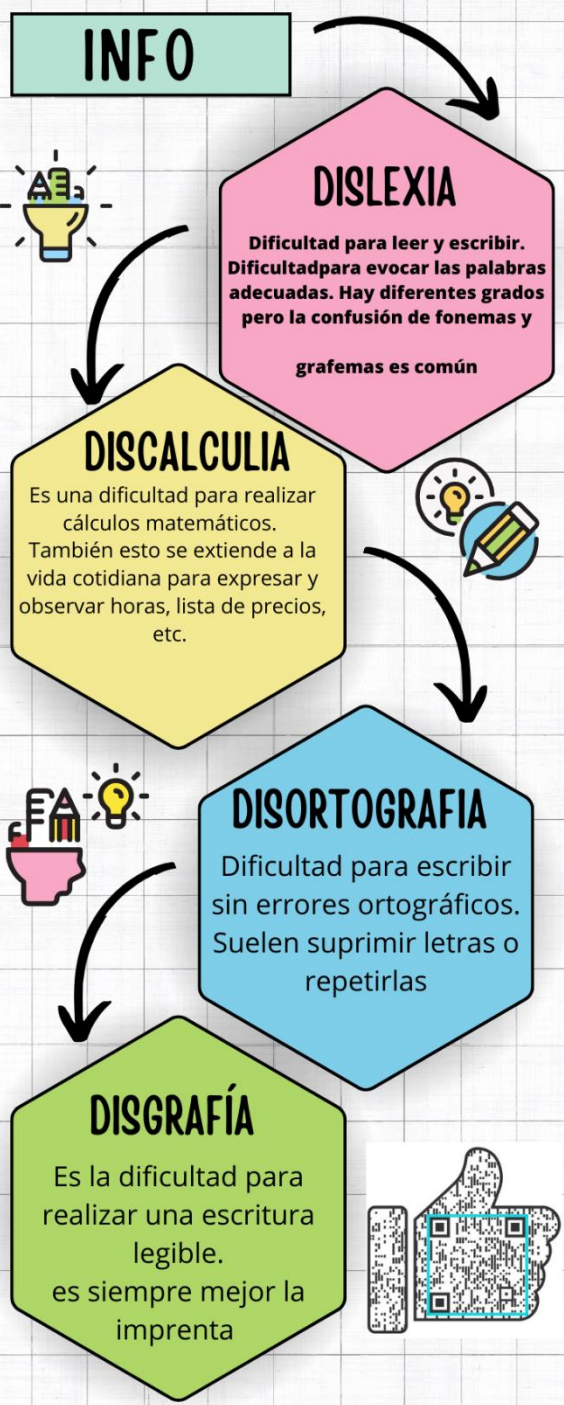 INFO
DISLEXIA
Dificultad para leer y escribir.
Dificultadpara evocar las palabras
adecuadas. Hay diferentes grados
pero la confusión de fonemas y
grafemas es común
DISCALCULIA
Es una dificultad para realizar
cálculos matemáticos.
También esto se extiende a la
vida cotidiana para expresar y
observar horas, lista de precios,
etc.
DISORTOGRAFIA
Dificultad para escribir
sin errores ortográficos.
Suelen suprimir letras o
repetirlas
DISGRAFÍA
Es la dificultad para
realizar una escritura
legible.
es siempre mejor la
imprenta